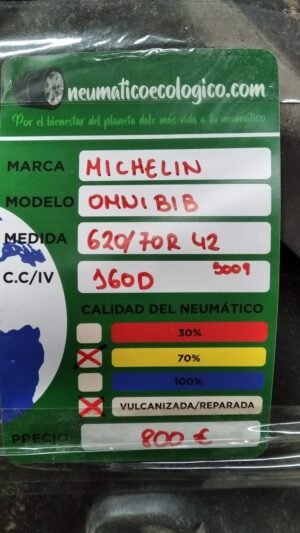 neumaticoecologico.com
Por el bienestar del planeta dale más vida a tu neumático
MARCA MICHELIN
MODELO OMNIBIB
MEDIDA 620/70R 42
C.C/IV 160D 9009
CALIDAD DEL NEUMÁTICO
30%
70%
100%
VULCANIZADA/REPARADA
PRECIO 800 €